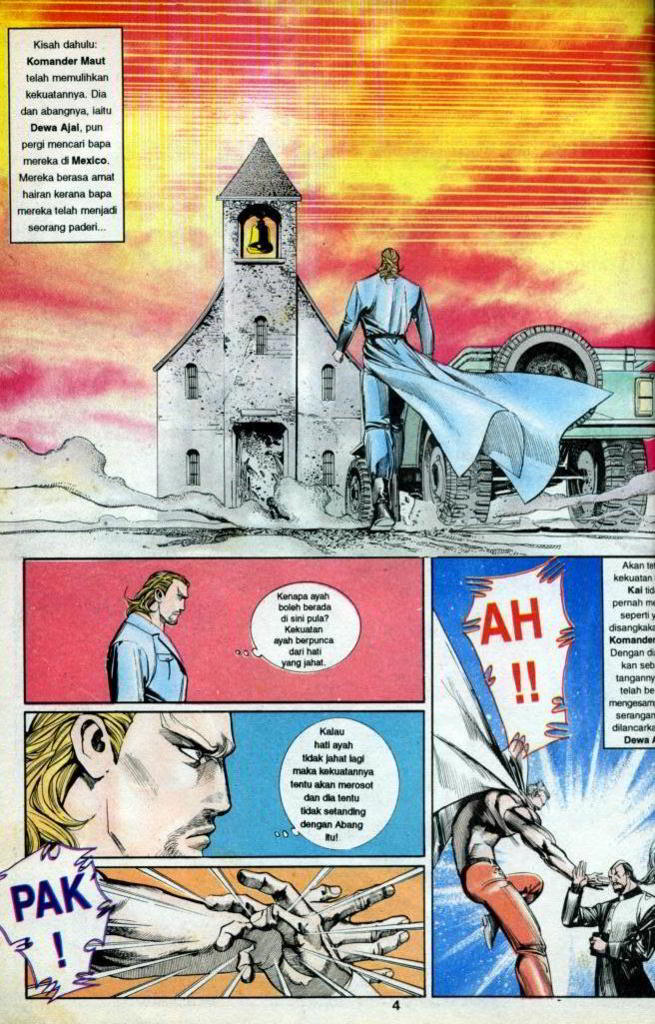 Kisah dahulu:
Komander Maut
telah memulihkan
kekuatannya. Dia
dan abangnya, iaitu
Dewa Ajal, pun
pergi mencari bapa
mereka di Mexico.
Mereka berasa amat
hairan kerana bapa
mereka telah menjadi
seorang paderi...
Kenapa ayah
boleh berada
di sini pula?
Kekuatan
ayah berpunca
dari hati
yang jahat.
Kalau
hati ayah
tidak jahat lagi
maka kekuatannya
tentu akan merosot
dan dia tentu
tidak setanding
dengan Abang
itu!
PAK
!
AH
!!
Akan
kekuatan
Kai
pernah
seperti
disangkaka
Komander
Dengan
kan
tangann
telah
mengesam
serangan
dilancarka
Dewa
4